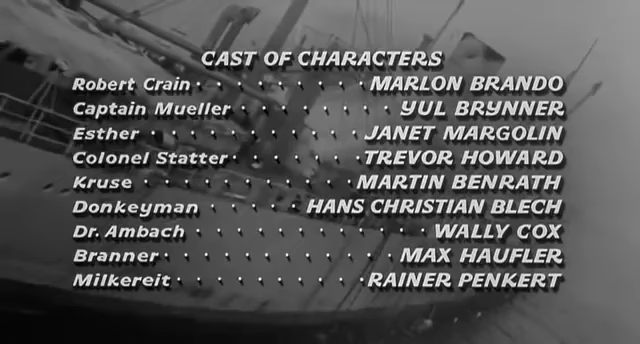 CAST OF CHARACTERS
Robert Crain · · · · · · · · MARLON BRANDO
Captain Mueller · · · · · · · YUL BRYNNER
Esther · · · · · · · · · · JANET MARGOLIN
Colonel Statter · · · · · · TREVOR HOWARD
Kruse · · · · · · · · · MARTIN BENRATH
Donkeyman · · · · · HANS CHRISTIAN BLECH
Dr. Ambach · · · · · · · · · · · WALLY COX
Branner · · · · · · · · · · · MAX HAUFLER
Milkereit · · · · · · · · · RAINER PENKERT